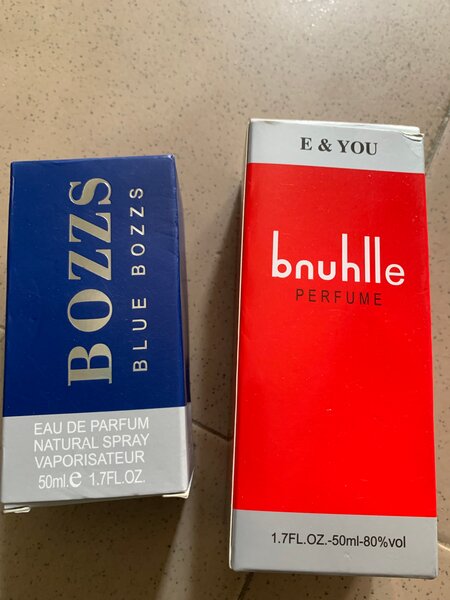 BOZZS
BLUE BOZZS
EAU DE PARFUM
NATURAL SPRAY
VAPORISATEUR
50ml.e 1.7FL.OZ.
E & YOU
bnuhlle
PERFUME
1.7FL.OZ.-50ml-80%vol